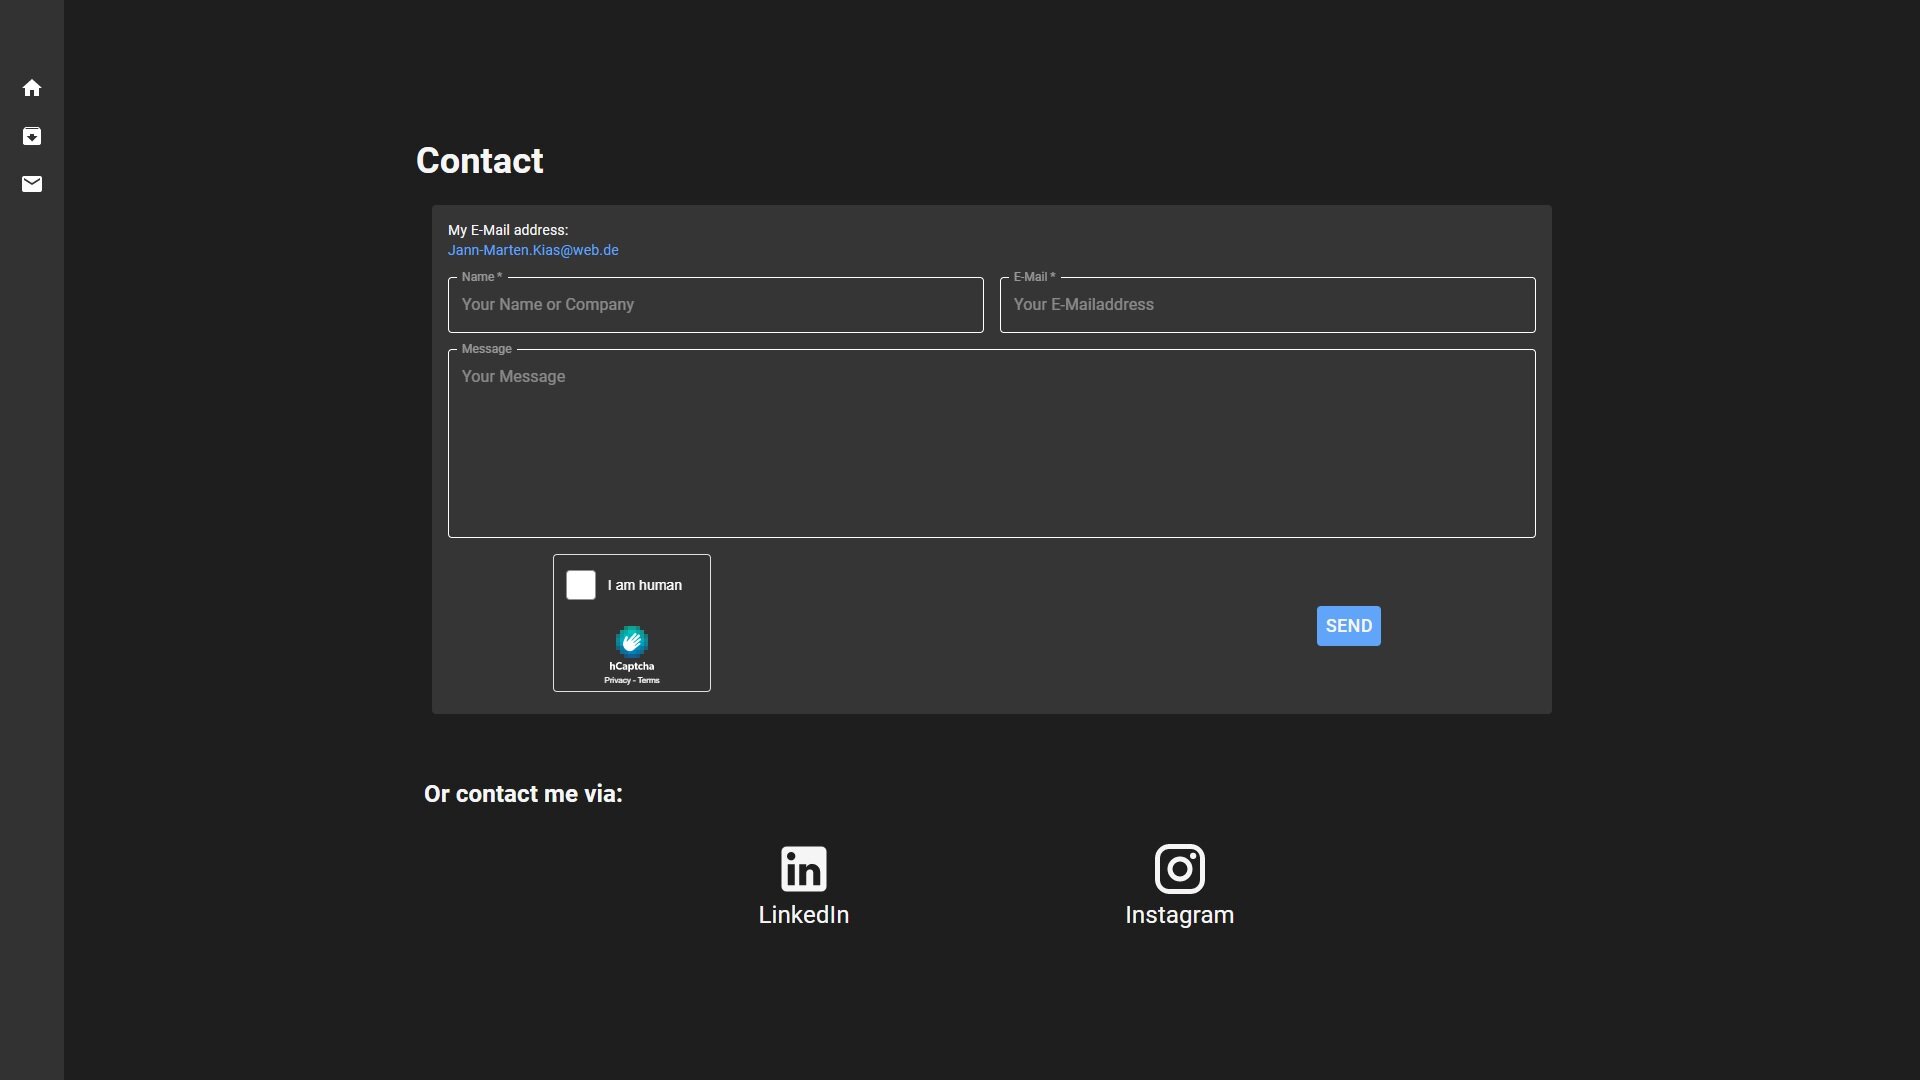 Contact
My E-Mail address:
Jann-Marten.Kias@web.de
Name *
E-Mail *
Your Name or Company
Your E-Mailaddress
Message
Your Message
I am human
hCaptcha
Privacy - Terms
SEND
Or contact me via:
LinkedIn
Instagram